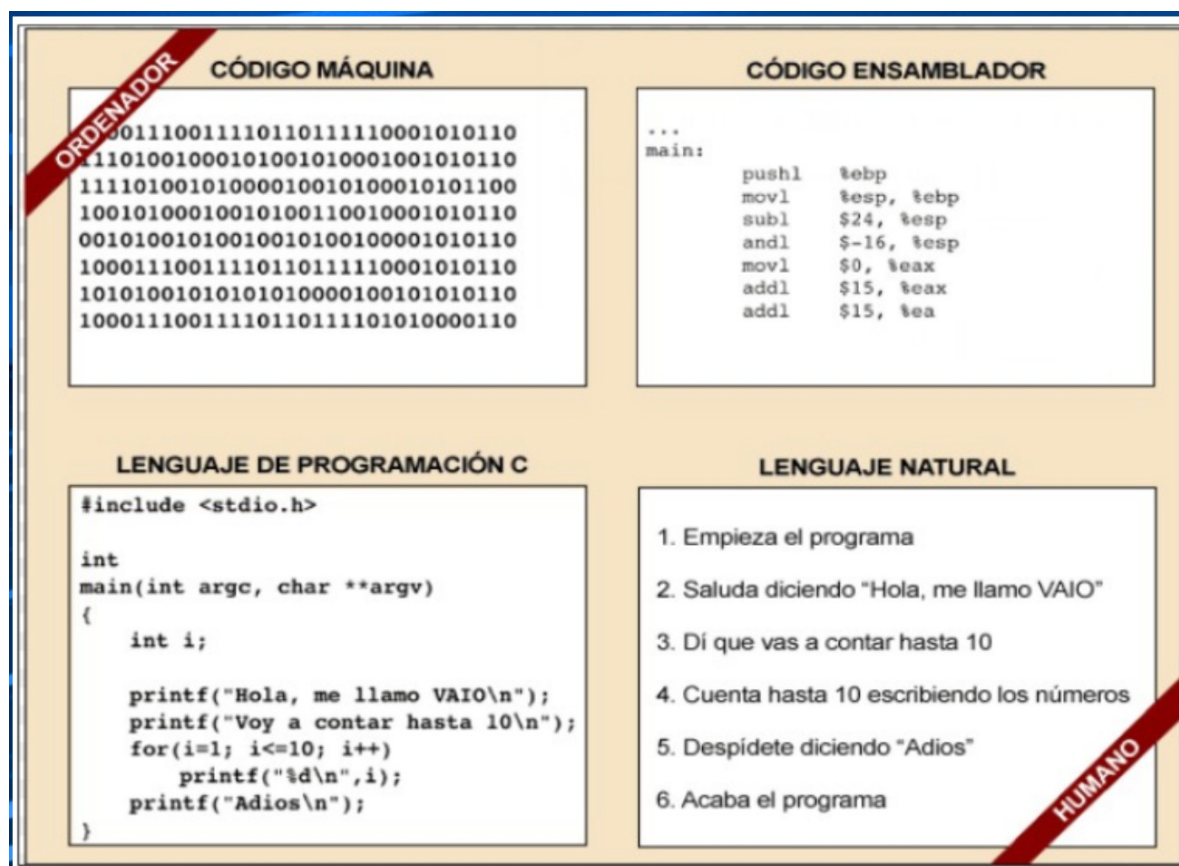 ORDENADOR
CÓDIGO MÁQUINA
001110011110110111110001010110
11101001000101001010001001010110
11110100101000010010100010101100
10010100010010100110010001010110
00101001010010010100100001010110
10001110011110110111110001010110
10101001010101010000100101010110
10001110011110110111101010000110
CÓDIGO ENSAMBLADOR
...
main:
pushl %ebp
movl %esp, %ebp
subl $24, %esp
andl $-16, %esp
movl $0, %eax
addl $15, %eax
addl $15, %ea
LENGUAJE DE PROGRAMACIÓN C
#include <stdio.h>
int
main(int argc, char **argv)
{
int i;
printf("Hola, me llamo VAIO\n");
printf("Voy a contar hasta 10\n");
for(i=1; i<=10; i++)
printf("%d\n",i);
printf("Adios\n");
}
LENGUAJE NATURAL
1. Empieza el programa
2. Saluda diciendo “Hola, me llamo VAIO”
3. Dí que vas a contar hasta 10
4. Cuenta hasta 10 escribiendo los números
5. Despídete diciendo “Adios”
6. Acaba el programa
HUMANO